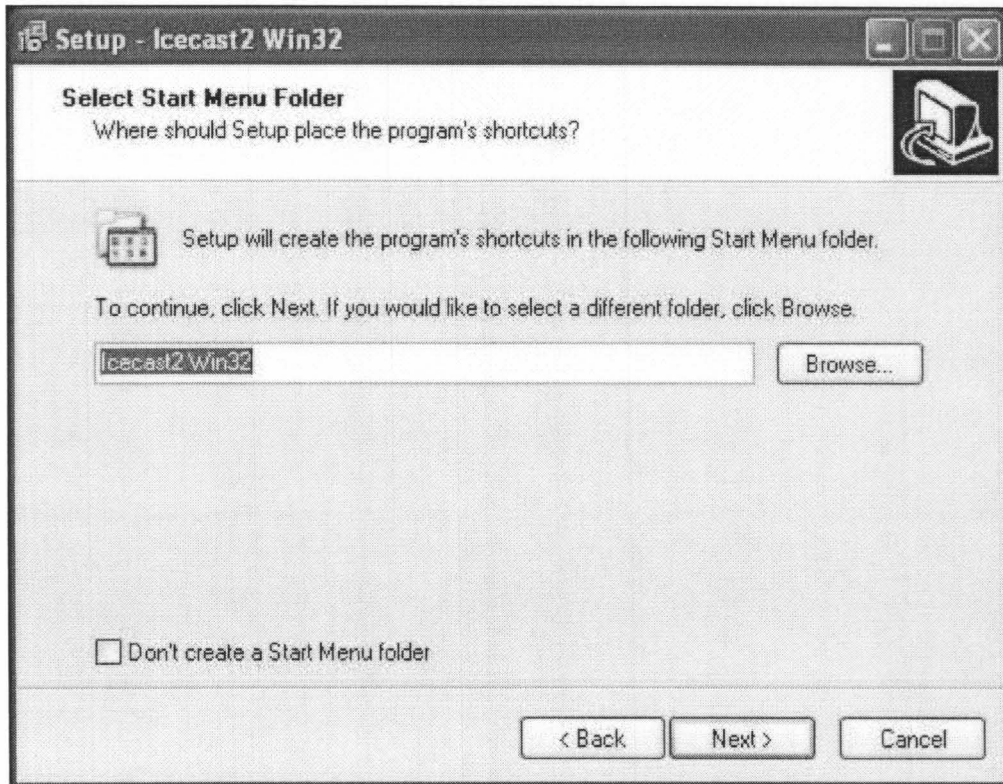 Setup - Icecast2 Win32
Select Start Menu Folder
Where should Setup place the program's shortcuts?
Setup will create the program's shortcuts in the following Start Menu folder.
To continue, click Next. If you would like to select a different folder, click Browse.
Icecast2 Win32
Browse...
Don't create a Start Menu folder
< Back
Next >
Cancel